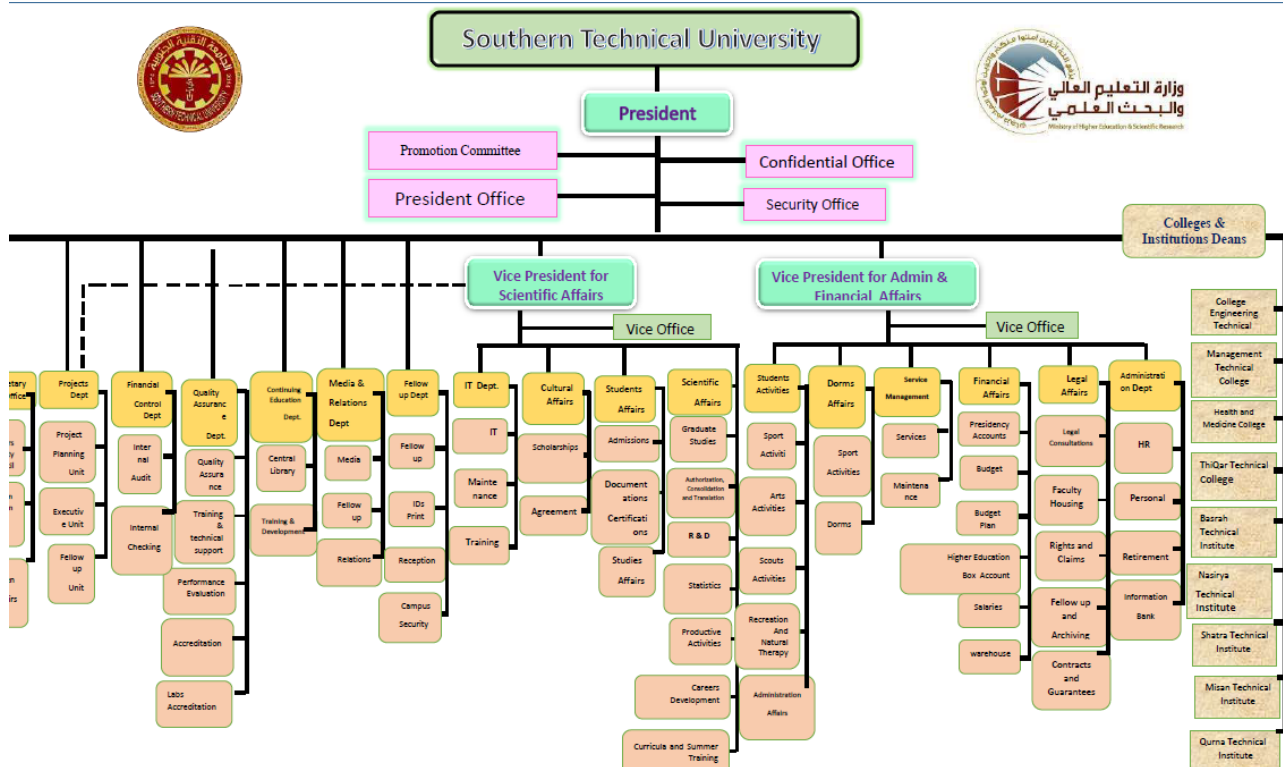 Southern Technical University
الجامعة التقنية الجنوبية
SOUTHERN TECHNICAL UNIVERSITY
وزارة التعليم العالي
والبحث العلمي
Ministry of Higher Education & Scientific Research
President
Promotion Committee
Confidential Office
President Office
Security Office
Colleges &
Institutions Deans
Vice President for
Scientific Affairs
Vice President for Admin &
Financial Affairs
Vice Office
Vice Office
etary
Projects
Dept
Project
Planning
Unit
Executiv
e Unit
Fellow
up
Unit
Financial
Control
Dept
Inter
nal
Audit
Internal
Checking
Quality
Assuranc
e
Dept.
Quality
Assura
nce
Training
&
technical
support
Performance
Evaluation
Accreditation
Labs
Accreditation
Continuing
Education
Dept.
Central
Library
Training &
Development
Media &
Relations
Dept
Media
Fellow
up
Relations
Fellow
up Dept
Fellow
up
IDs
Print
Reception
Campus
Security
IT Dept.
IT
Mainte
nance
Training
Cultural
Affairs
Scholarships
Agreement
Students
Affairs
Admissions
Document
ations
Certificati
ons
Studies
Affairs
Scientific
Affairs
Graduate
Studies
Authorization,
Consolidation
and Translation
R & D
Statistics
Productive
Activities
Careers
Development
Curricula and Summer
Training
Students
Activities
Sport
Activiti
Arts
Activities
Scouts
Activities
Recreation
And
Natural
Therapy
Administration
Affairs
Dorms
Affairs
Sport
Activities
Dorms
Service
Management
Services
Maintena
nce
Financial
Affairs
Presidency
Accounts
Budget
Budget
Plan
Higher Education
Box Account
Salaries
warehouse
Legal
Affairs
Legal
Consultations
Faculty
Housing
Rights and
Claims
Fellow up
and
Archiving
Contracts
and
Guarantees
Administrati
on Dept
HR
Personal
Retirement
Information
Bank
College
Engineering
Technical
Management
Technical
College
Health and
Medicine College
ThiQar Technical
College
Basrah
Technical
Institute
Nasirya
Technical
Institute
Shatra Technical
Institute
Misan Technical
Institute
Qurna Technical
Institute